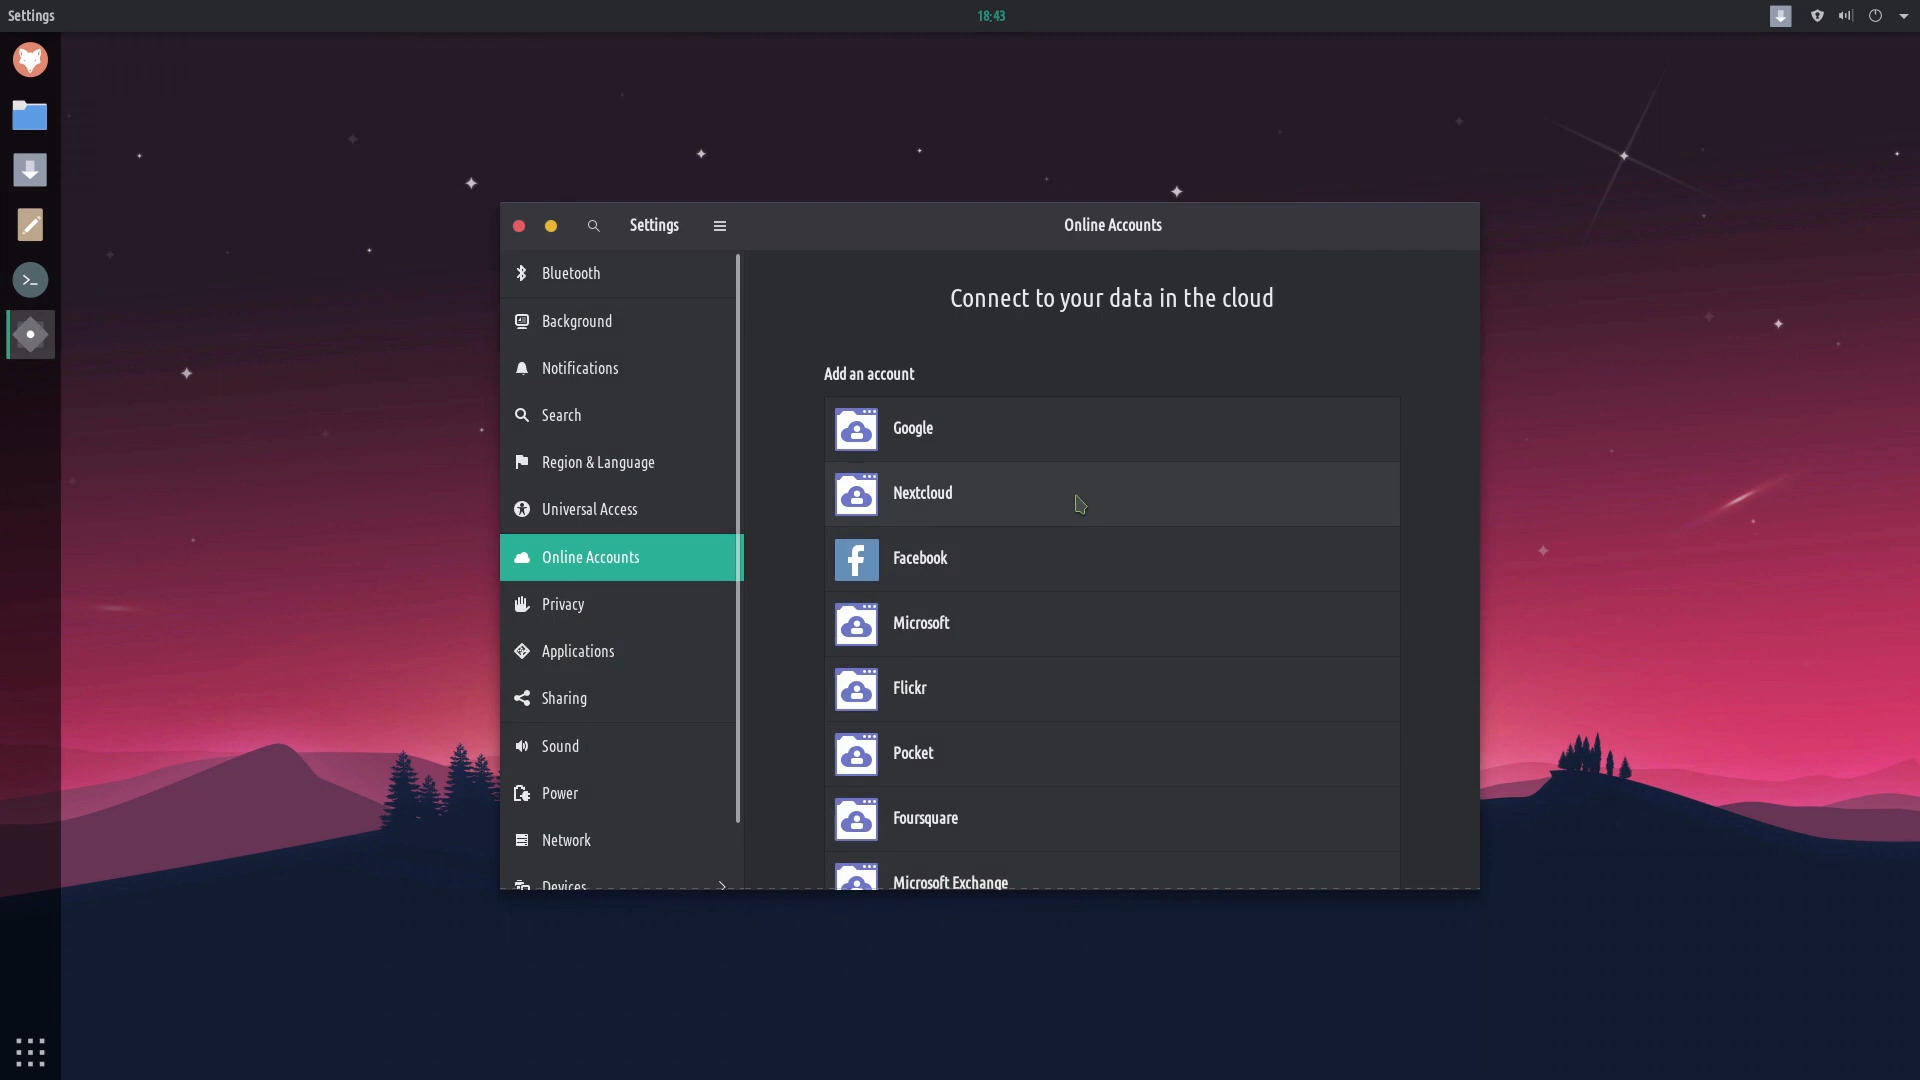 Settings
18:43
Settings
Online Accounts
Bluetooth
Background
Notifications
Search
Region & Language
Universal Access
Online Accounts
Privacy
Applications
Sharing
Sound
Power
Network
Devices
Connect to your data in the cloud
Add an account
Google
Nextcloud
Facebook
Microsoft
Flickr
Pocket
Foursquare
Microsoft Exchange